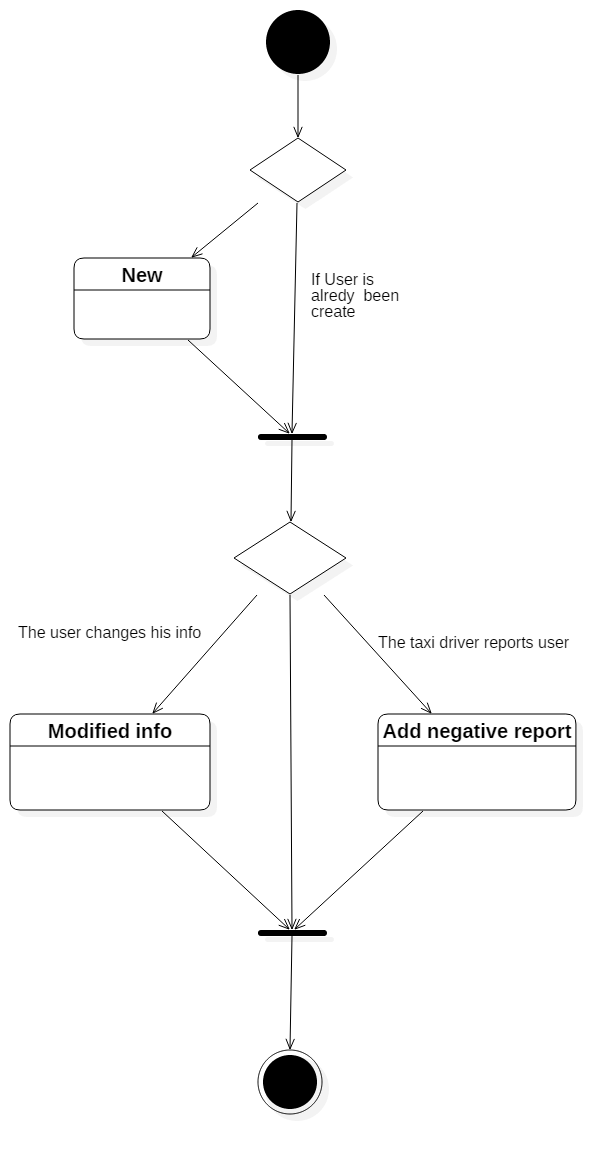 New
If User is
alredy  been
create
The user changes his info
The taxi driver reports user
Modified info
Add negative report